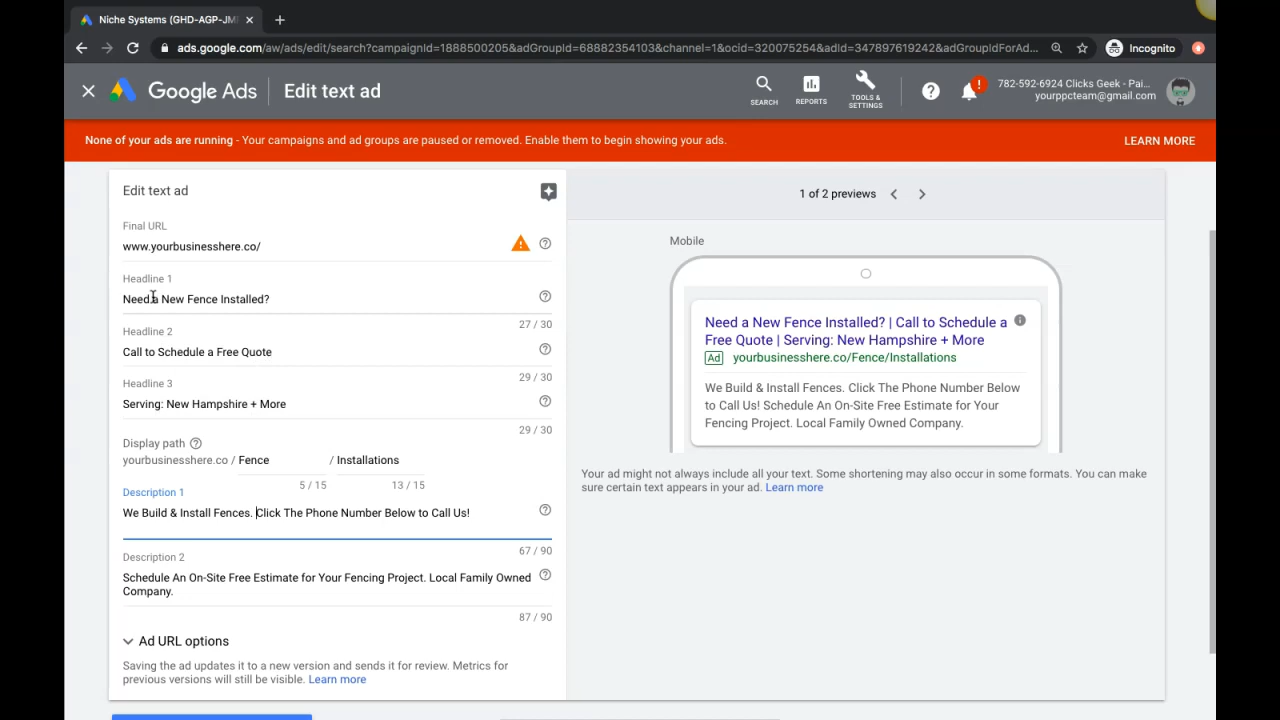 Niche Systems (GHD-AGP-JM
ads.google.com/aw/ads/edit/search?campaignId=1888500205&adGroupId=68882354103&channel=1&ocid=320075254&adId=347897619242&adGroupIdForAd...
Incognito
Google Ads
Edit text ad
SEARCH
REPORTS
TOOLS &
SETTINGS
782-592-6924 Clicks Geek - Pai...
yourppcteam@gmail.com
None of your ads are running - Your campaigns and ad groups are paused or removed. Enable them to begin showing your ads.
LEARN MORE
Edit text ad
Final URL
www.yourbusinesshere.co/
Headline 1
Need a New Fence Installed?
27 / 30
Headline 2
Call to Schedule a Free Quote
29 / 30
Headline 3
Serving: New Hampshire + More
29 / 30
Display path
yourbusinesshere.co / Fence / Installations
5 / 15
13 / 15
Description 1
We Build & Install Fences. Click The Phone Number Below to Call Us!
67 / 90
Description 2
Schedule An On-Site Free Estimate for Your Fencing Project. Local Family Owned
Company.
87 / 90
Ad URL options
Saving the ad updates it to a new version and sends it for review. Metrics for
previous versions will still be visible. Learn more
1 of 2 previews
Mobile
Need a New Fence Installed? | Call to Schedule a
Free Quote | Serving: New Hampshire + More
Ad yourbusinesshere.co/Fence/Installations
We Build & Install Fences. Click The Phone Number Below
to Call Us! Schedule An On-Site Free Estimate for Your
Fencing Project. Local Family Owned Company.
Your ad might not always include all your text. Some shortening may also occur in some formats. You can make
sure certain text appears in your ad. Learn more